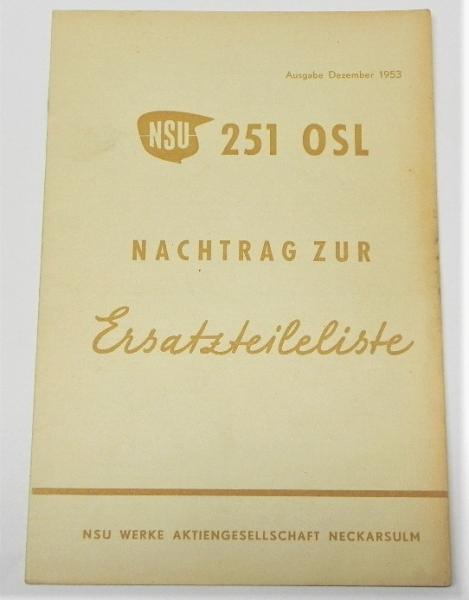 Ausgabe Dezember 1953
NSU 251 OSL
NACHTRAG ZUR
Ersatzteileliste
NSU WERKE AKTIENGESELLSCHAFT NECKARSULM